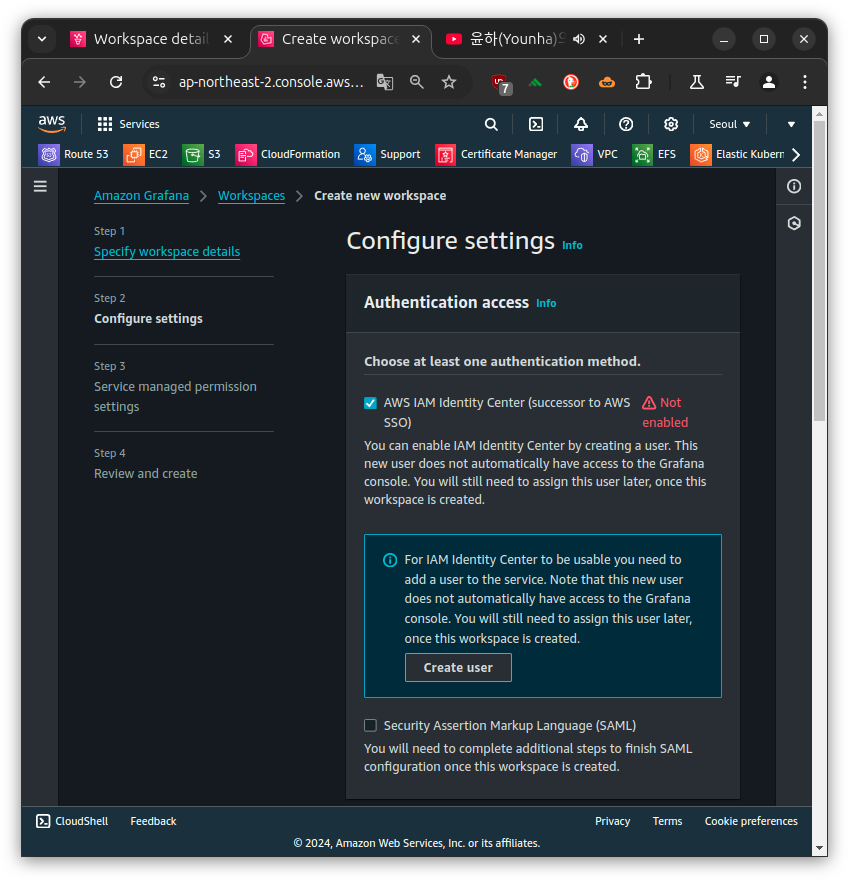 Workspace detail
Create workspace
윤하(Younha)의
ap-northeast-2.console.aws...
7
aws
Services
Seoul
Route 53
EC2
S3
CloudFormation
Support
Certificate Manager
VPC
EFS
Elastic Kubern
Amazon Grafana
Workspaces
Create new workspace
Step 1
Specify workspace details
Step 2
Configure settings
Step 3
Service managed permission
settings
Step 4
Review and create
Configure settings Info
Authentication access Info
Choose at least one authentication method.
AWS IAM Identity Center (successor to AWS
SSO)
Not
enabled
You can enable IAM Identity Center by creating a user. This
new user does not automatically have access to the Grafana
console. You will still need to assign this user later, once this
workspace is created.
For IAM Identity Center to be usable you need to
add a user to the service. Note that this new user
does not automatically have access to the Grafana
console. You will still need to assign this user later,
once this workspace is created.
Create user
Security Assertion Markup Language (SAML)
You will need to complete additional steps to finish SAML
configuration once this workspace is created.
CloudShell
Feedback
Privacy
Terms
Cookie preferences
© 2024, Amazon Web Services, Inc. or its affiliates.